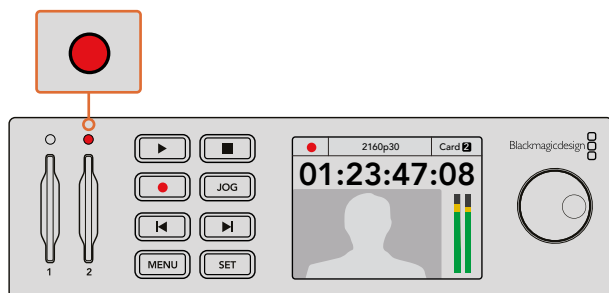 2160p30
Card 2
01:23:47:08
Blackmagicdesign
JOG
MENU
SET
1
2